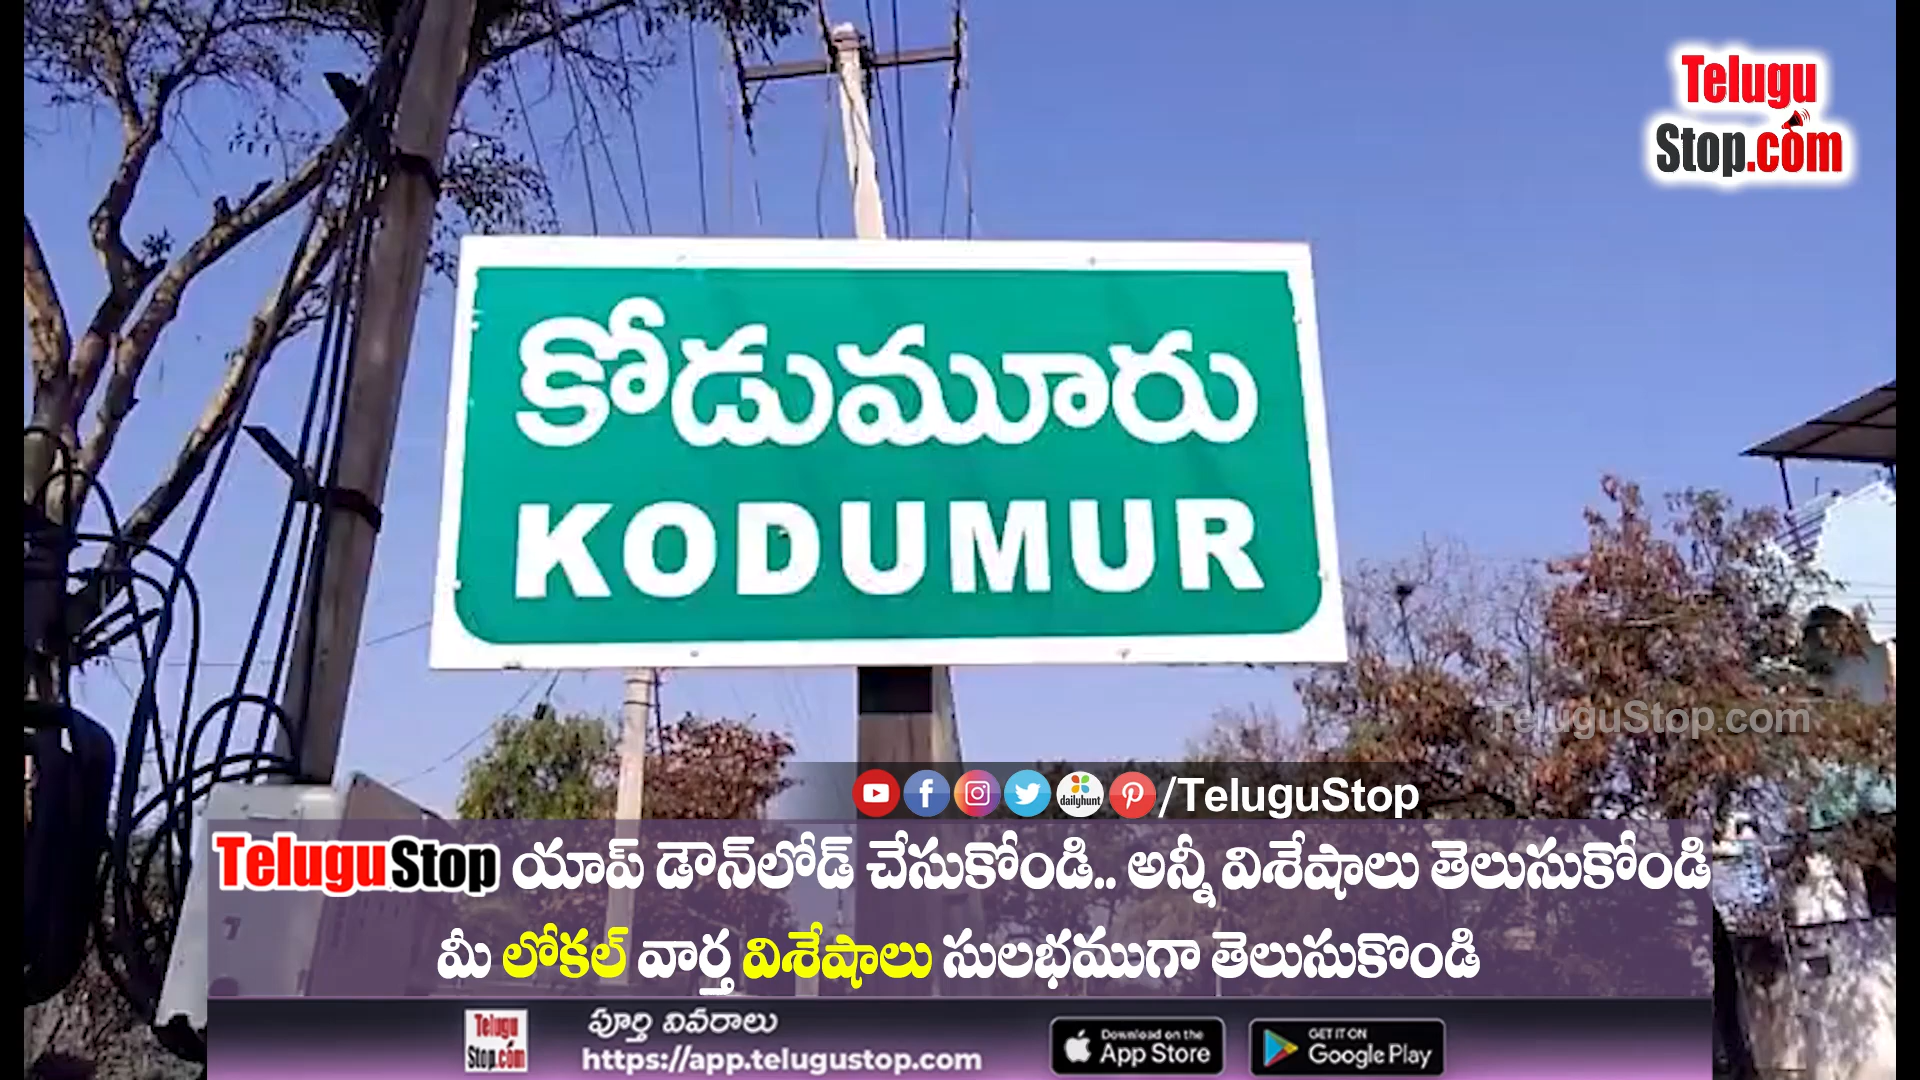 Telugu
Stop.com
కోడుమూరు
KODUMUR
TeluguStop.com
dailyhunt
/TeluguStop
TeluguStop యాప్ డౌన్‌లోడ్ చేసుకోండి.. అన్నీ విశేషాలు తెలుసుకోండి
మీ లోకల్ వార్త విశేషాలు సులభముగా తెలుసుకొండి
Telugu
Stop.com
పూర్తి వివరాలు
https://app.telugustop.com
Download on the
App Store
GET IT ON
Google Play